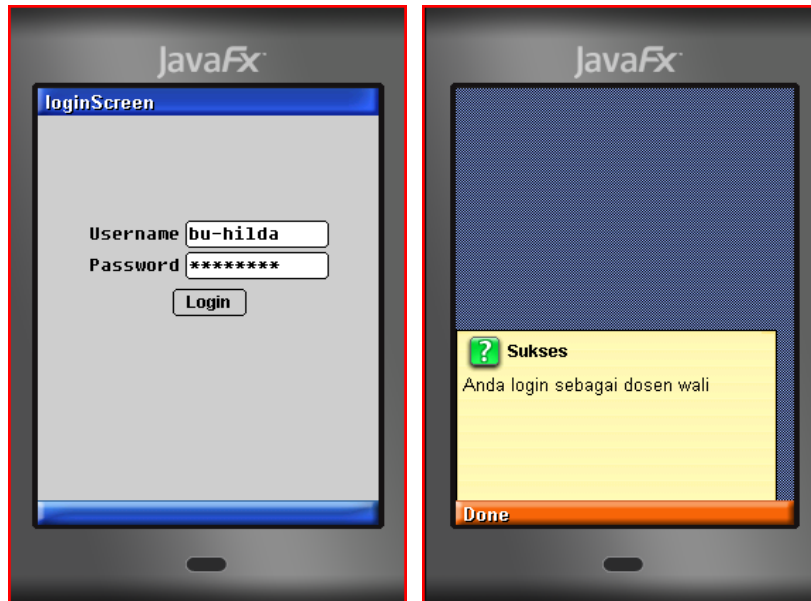 JavaFx
loginScreen
Username bu-hilda
Password ********
Login
JavaFx
Sukses
Anda login sebagai dosen wali
Done